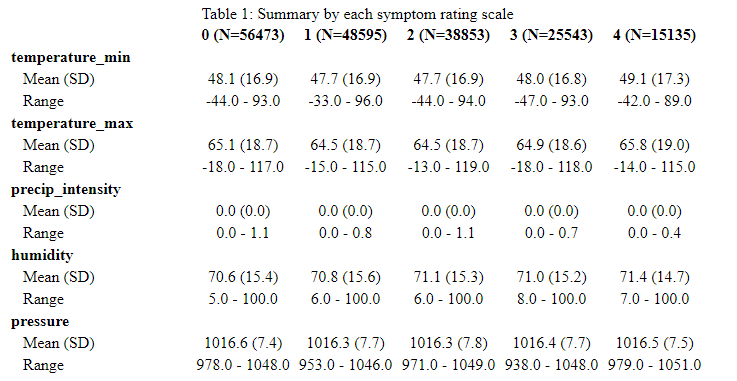 Table 1: Summary by each symptom rating scale
0 (N=56473) 1 (N=48595) 2 (N=38853) 3 (N=25543) 4 (N=15135)
temperature_min
Mean (SD) 48.1 (16.9) 47.7 (16.9) 47.7 (16.9) 48.0 (16.8) 49.1 (17.3)
Range -44.0 - 93.0 -33.0 - 96.0 -44.0 - 94.0 -47.0 - 93.0 -42.0 - 89.0
temperature_max
Mean (SD) 65.1 (18.7) 64.5 (18.7) 64.5 (18.7) 64.9 (18.6) 65.8 (19.0)
Range -18.0 - 117.0 -15.0 - 115.0 -13.0 - 119.0 -18.0 - 118.0 -14.0 - 115.0
precip_intensity
Mean (SD) 0.0 (0.0) 0.0 (0.0) 0.0 (0.0) 0.0 (0.0) 0.0 (0.0)
Range 0.0 - 1.1 0.0 - 0.8 0.0 - 1.1 0.0 - 0.7 0.0 - 0.4
humidity
Mean (SD) 70.6 (15.4) 70.8 (15.6) 71.1 (15.3) 71.0 (15.2) 71.4 (14.7)
Range 5.0 - 100.0 6.0 - 100.0 6.0 - 100.0 8.0 - 100.0 7.0 - 100.0
pressure
Mean (SD) 1016.6 (7.4) 1016.3 (7.7) 1016.3 (7.8) 1016.4 (7.7) 1016.5 (7.5)
Range 978.0 - 1048.0 953.0 - 1046.0 971.0 - 1049.0 938.0 - 1048.0 979.0 - 1051.0